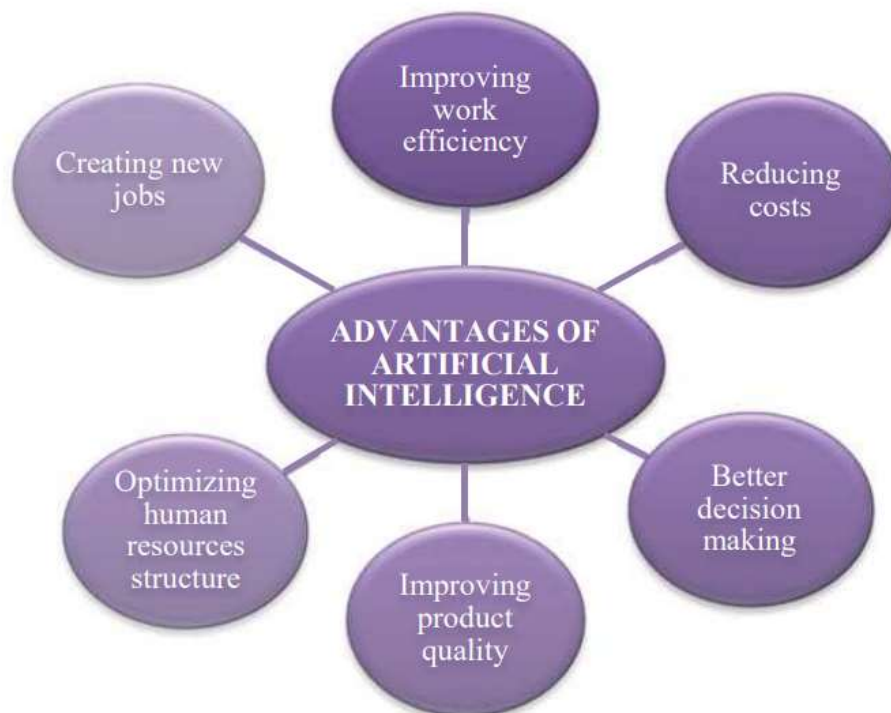 Improving
work
efficiency
Reducing
costs
Better
decision
making
Improving
product
quality
Optimizing
human
resources
structure
Creating new
jobs
ADVANTAGES OF
ARTIFICIAL
INTELLIGENCE